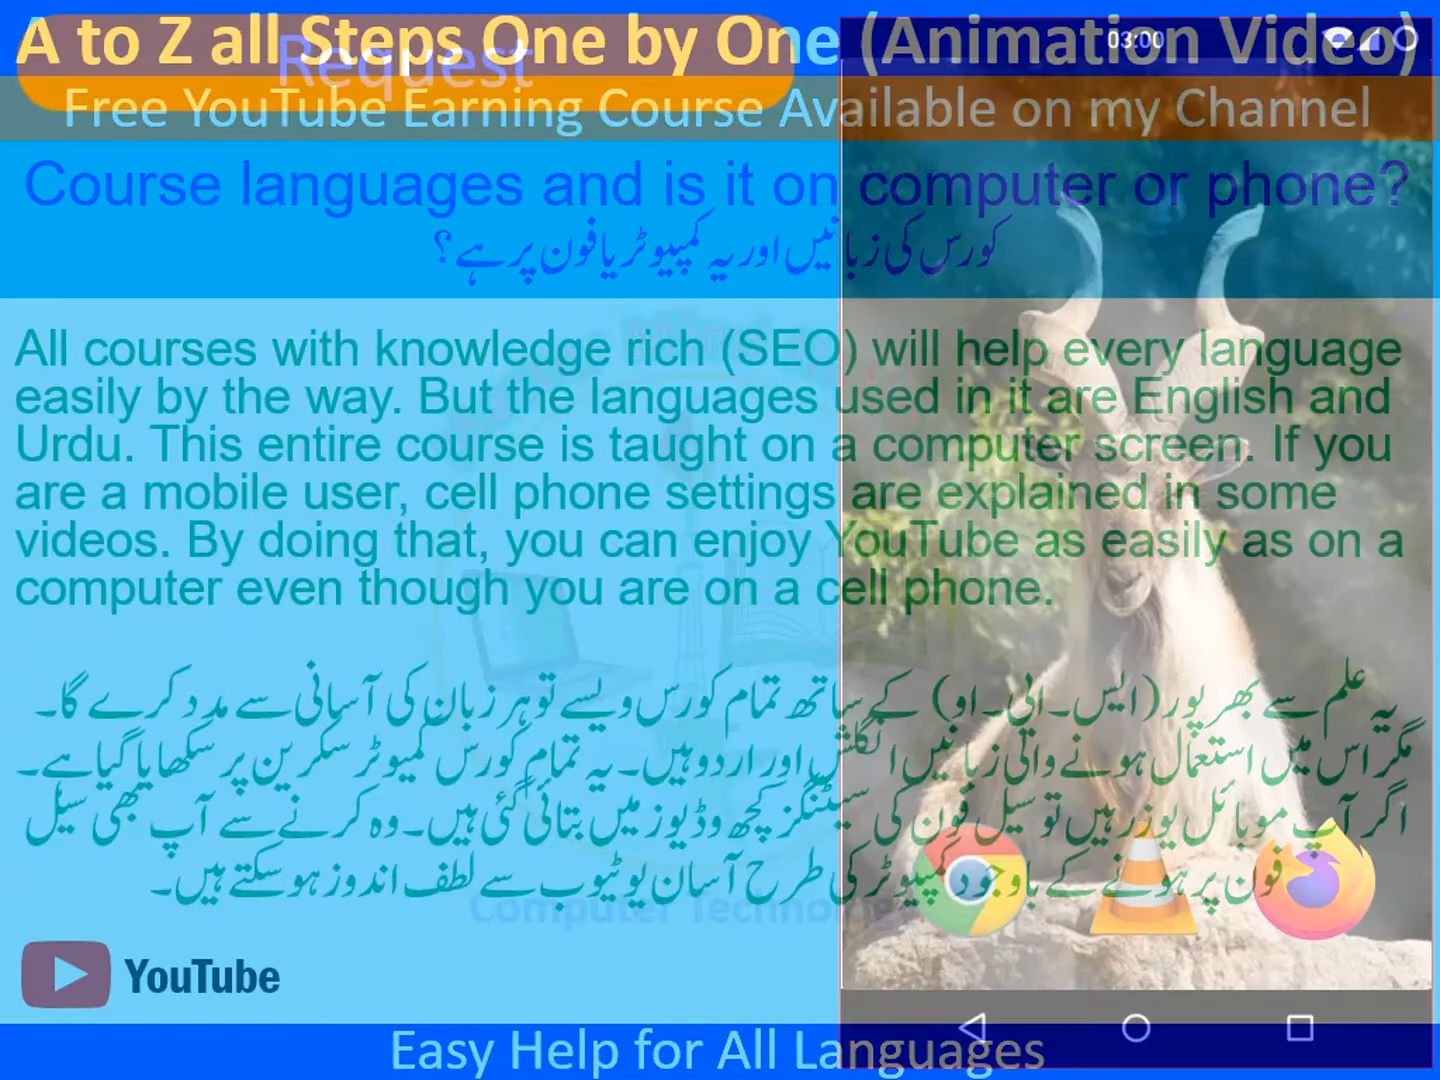 A to Z all Steps One by One (Animation Video)
Request
03:00
Free YouTube Earning Course Available on my Channel
Course languages and is it on computer or phone?
کورس کی زبانیں اور یہ کمپیوٹر یا فون پر ہے؟
All courses with knowledge rich (SEO) will help every language
easily by the way. But the languages used in it are English and
Urdu. This entire course is taught on a computer screen. If you
are a mobile user, cell phone settings are explained in some
videos. By doing that, you can enjoy YouTube as easily as on a
computer even though you are on a cell phone.
یہ علم سے بھرپور (ایس۔ای۔او) کے ساتھ تمام کورس ویسے تو ہر زبان کی آسانی سے مدد کرے گا۔
مگر اس میں استعمال ہونے والی زبانیں انگلش اور اردو ہیں۔ یہ تمام کورس کمپیوٹر سکرین پر سکھایا گیا ہے۔
اگر آپ موبائل یوزر ہیں تو سیل فون کی سیٹنگز کچھ وڈیوز میں بتائی گئی ہیں۔ وہ کرنے سے آپ بھی سیل
فون پر ہونے کے باوجود کمپیوٹر کی طرح آسان یوٹیوب سے لطف اندوز ہو سکتے ہیں۔
Computer Techno
YouTube
Easy Help for All Languages